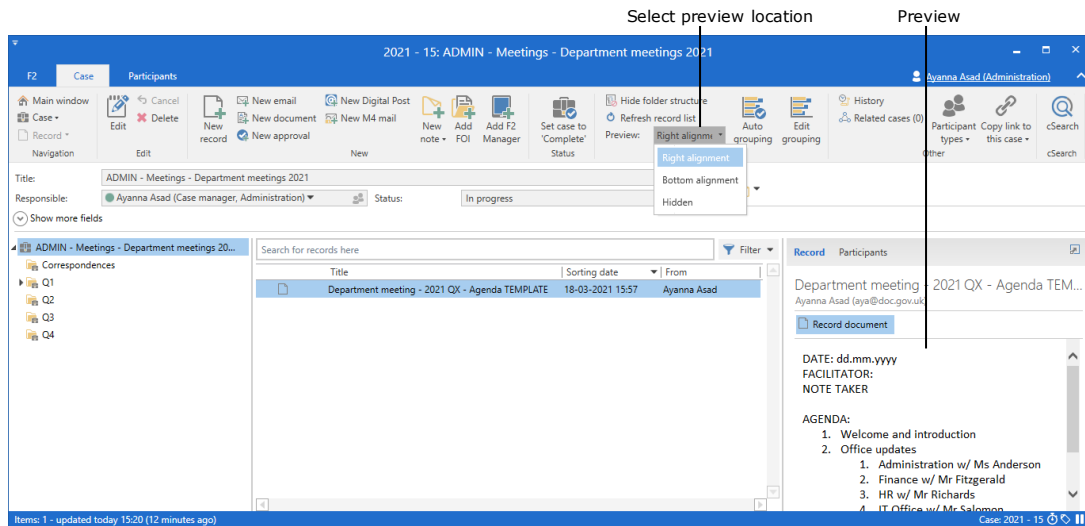 Select preview location
Preview
2021 - 15: ADMIN - Meetings - Department meetings 2021
F2
Case
Participants
Ayanna Asad (Administration)
Main window
Case
Record
Navigation
Edit
Cancel
Delete
Edit
New record
New email
New document
New approval
New Digital Post
New M4 mail
New note
Add FOI
Add F2 Manager
New
Set case to 'Complete'
Status
Hide folder structure
Refresh record list
Preview:
Right alignm
Right alignment
Bottom alignment
Hidden
Auto grouping
Edit grouping
History
Related cases (0)
Participant types
Copy link to this case
Other
cSearch
cSearch
Title:
ADMIN - Meetings - Department meetings 2021
Responsible:
Ayanna Asad (Case manager, Administration)
Status:
In progress
Show more fields
ADMIN - Meetings - Department meetings 20...
Correspondences
Q1
Q2
Q3
Q4
Search for records here
Filter
Title
Sorting date
From
Department meeting - 2021 QX - Agenda TEMPLATE
18-03-2021 15:57
Ayanna Asad
Record
Participants
Department meeting - 2021 QX - Agenda TEM...
Ayanna Asad (aya@doc.gov.uk)
Record document
DATE: dd.mm.yyyy
FACILITATOR:
NOTE TAKER
AGENDA:
1. Welcome and introduction
2. Office updates
1. Administration w/ Ms Anderson
2. Finance w/ Mr Fitzgerald
3. HR w/ Mr Richards
4. IT Office w/ Mr Salomon
Items: 1 - updated today 15:20 (12 minutes ago)
Case: 2021 - 15